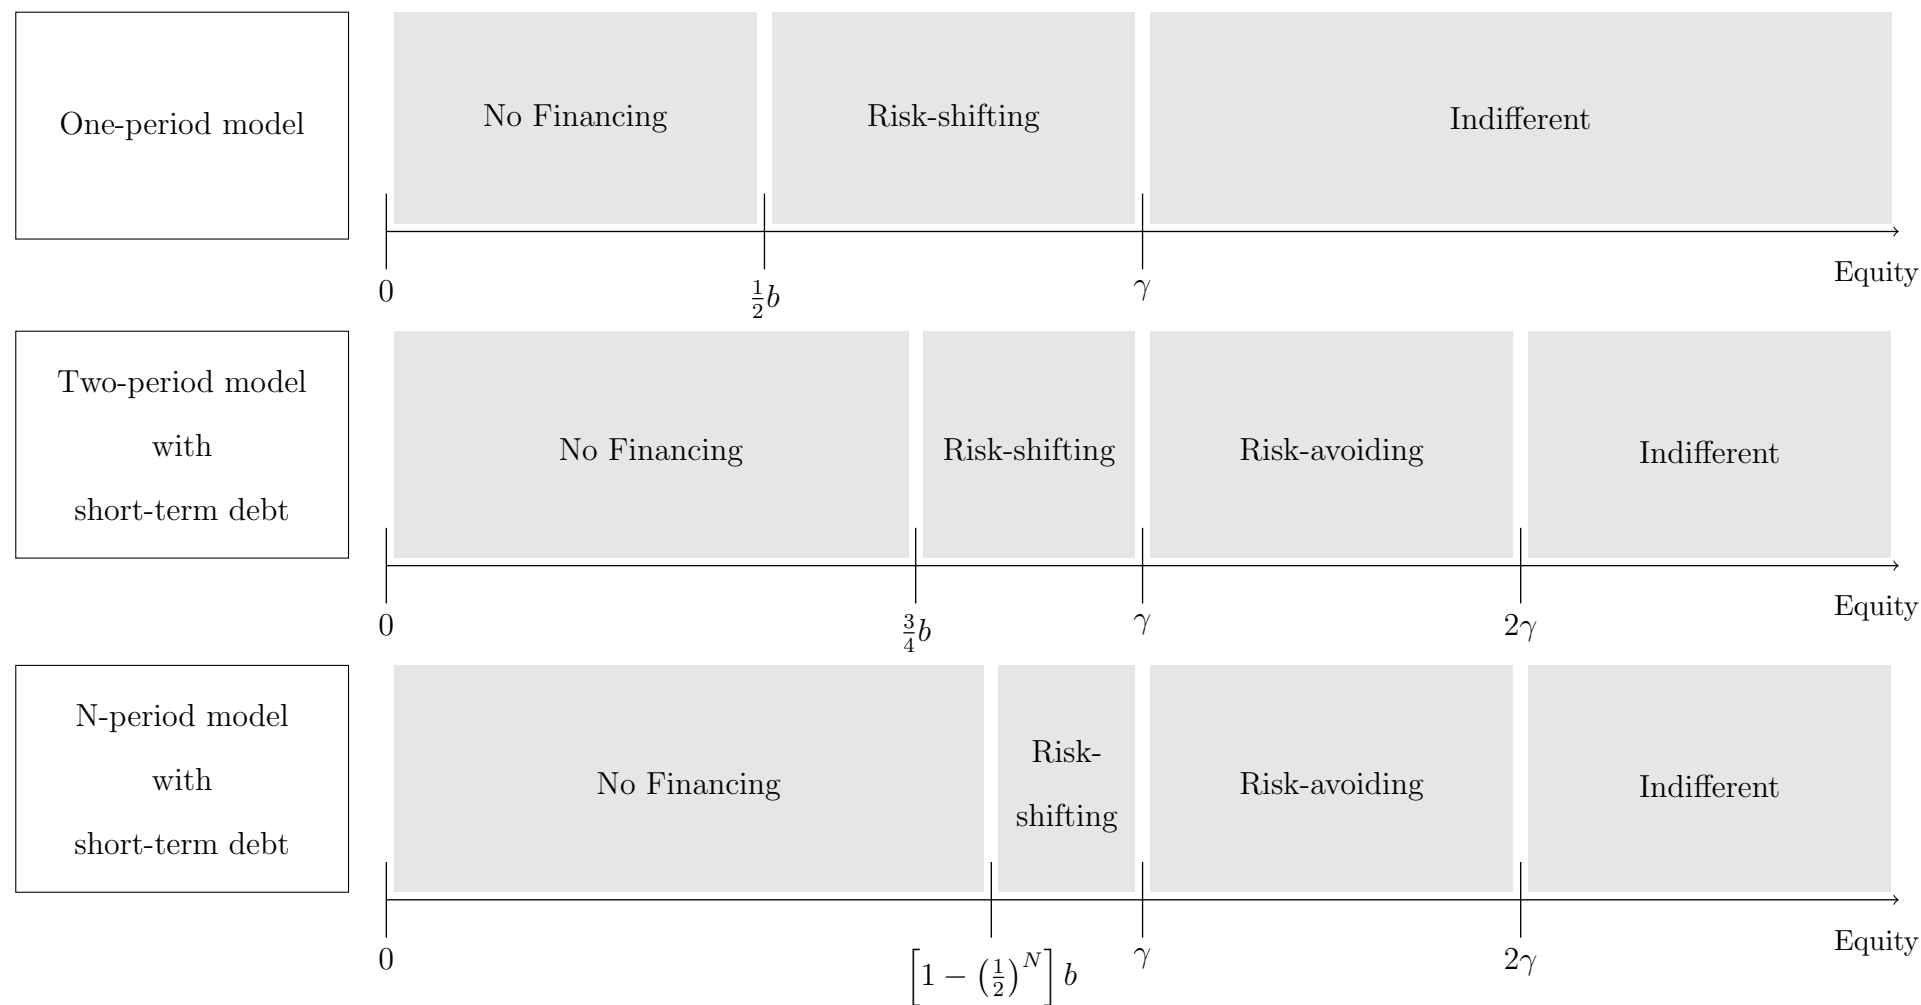 One-period model
No Financing
Risk-shifting
Indifferent
0
½b
γ
Equity
Two-period model
with
short-term debt
No Financing
Risk-shifting
Risk-avoiding
Indifferent
0
¾b
γ
2γ
Equity
N-period model
with
short-term debt
No Financing
Risk-
shifting
Risk-avoiding
Indifferent
0
[1 − (½)^N] b
γ
2γ
Equity